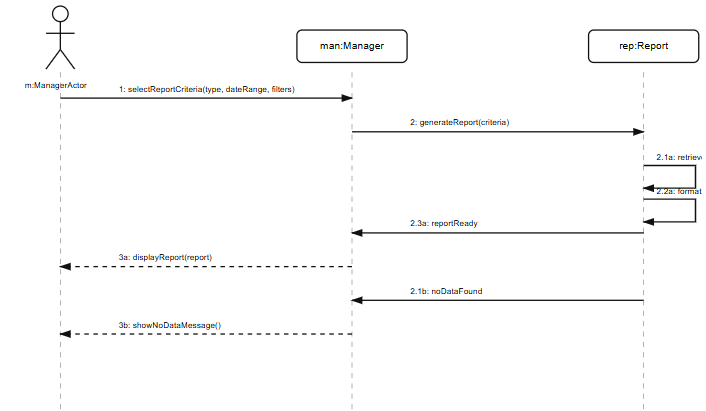 man:Manager
rep:Report
m:ManagerActor
1: selectReportCriteria(type, dateRange, filters)
2: generateReport(criteria)
2.1a:
2.2a: format
2.3a: reportReady
3a: displayReport(report)
2.1b: noDataFound
3b: showNoDataMessage()